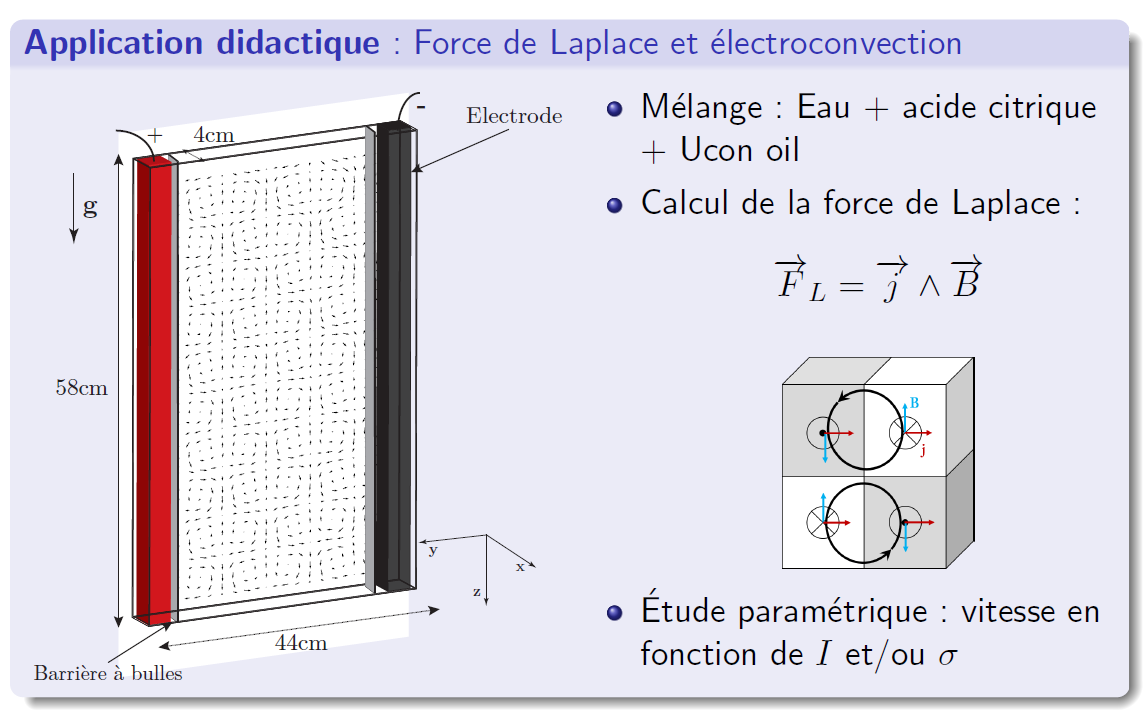 Application didactique : Force de Laplace et électroconvection
+
4cm
-
Electrode
g
58cm
y
x
z
44cm
Barrière à bulles
Mélange : Eau + acide citrique
+ Ucon oil
Calcul de la force de Laplace :
F_L = j ∧ B
B
j
Étude paramétrique : vitesse en
fonction de I et/ou σ